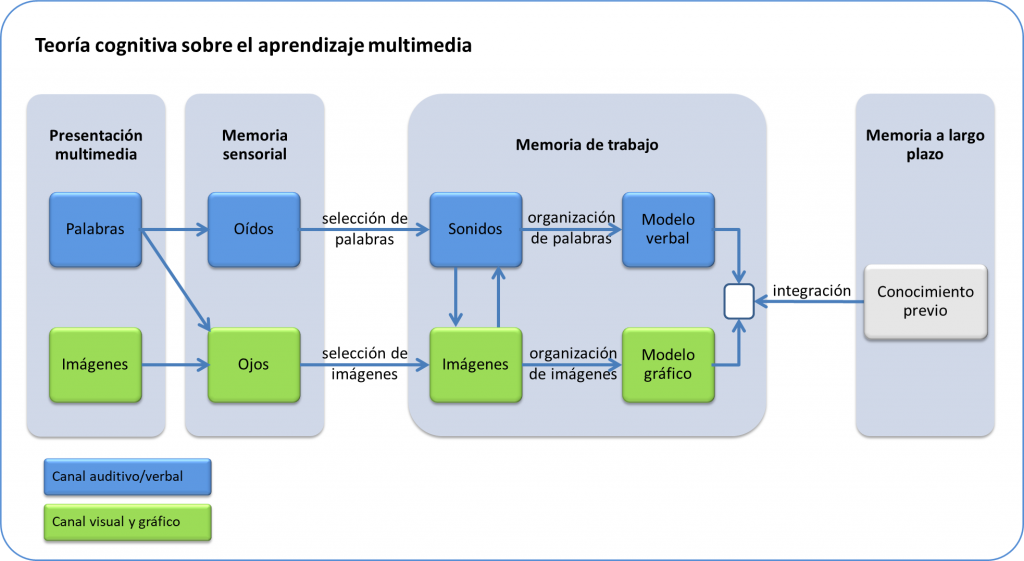 Teoría cognitiva sobre el aprendizaje multimedia
Presentación
multimedia
Memoria
sensorial
Memoria de trabajo
Memoria a largo
plazo
Palabras
Oídos
selección de
palabras
Sonidos
organización
de palabras
Modelo
verbal
integración
Conocimiento
previo
Imágenes
Ojos
selección de
imágenes
Imágenes
organización
de imágenes
Modelo
gráfico
Canal auditivo/verbal
Canal visual y gráfico